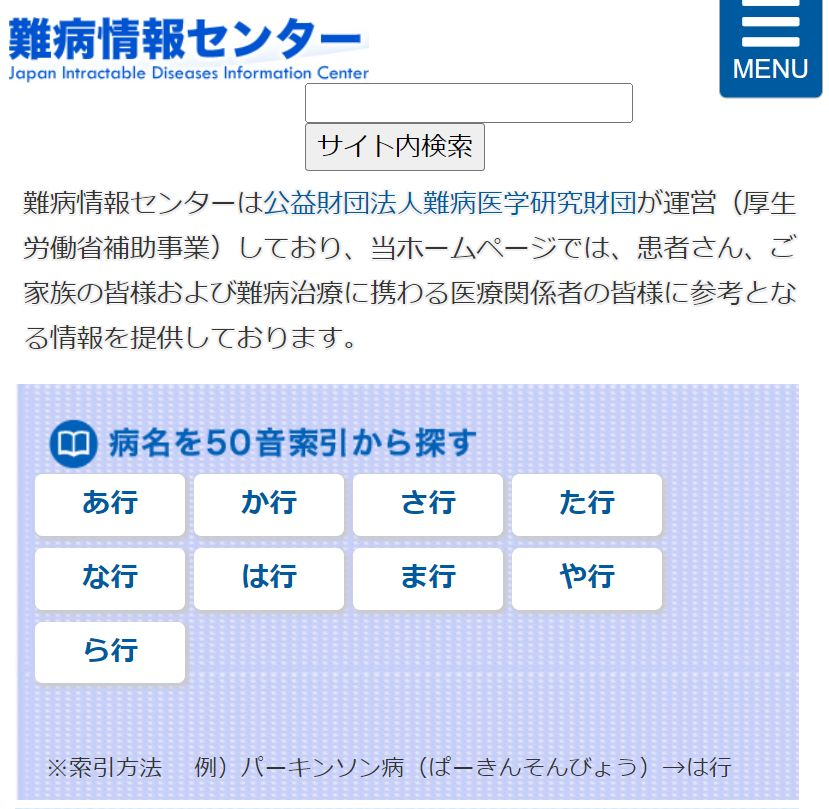 難病情報センター
Japan Intractable Diseases Information Center
MENU
サイト内検索
難病情報センターは公益財団法人難病医学研究財団が運営（厚生
労働省補助事業）しており、当ホームページでは、患者さん、ご
家族の皆様および難病治療に携わる医療関係者の皆様に参考とな
る情報を提供しております。
病名を50音索引から探す
あ行 か行 さ行 た行
な行 は行 ま行 や行
ら行
※索引方法　例）パーキンソン病（ぱーきんそんびょう）→は行